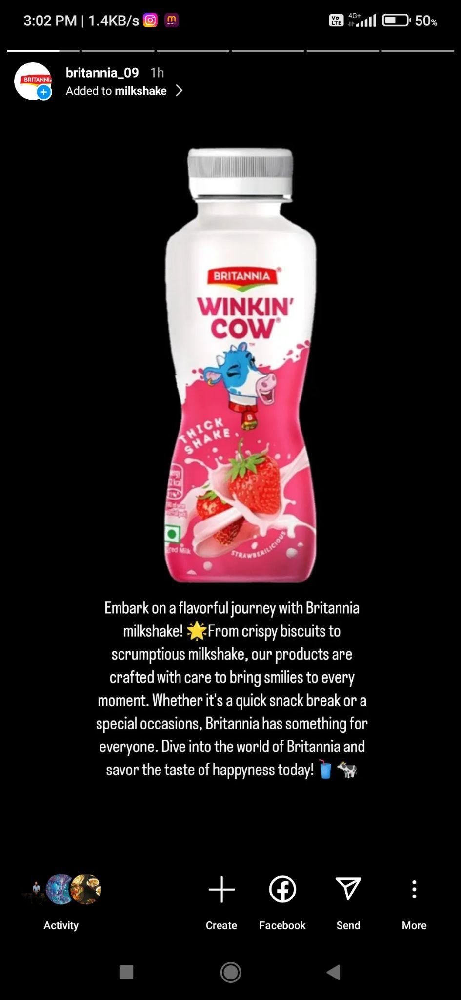 3:02 PM | 1.4KB/s
Vo LTE 4G+ 50%
britannia_09 1h
Added to milkshake
BRITANNIA
BRITANNIA
WINKIN'
COW
THICK
SHAKE
STRAWBERILICIOUS
Embark on a flavorful journey with Britannia
milkshake! 🌟From crispy biscuits to
scrumptious milkshake, our products are
crafted with care to bring smilies to every
moment. Whether it's a quick snack break or a
special occasions, Britannia has something for
everyone. Dive into the world of Britannia and
savor the taste of happyness today! 🥤🐄
Activity
Create
Facebook
Send
More